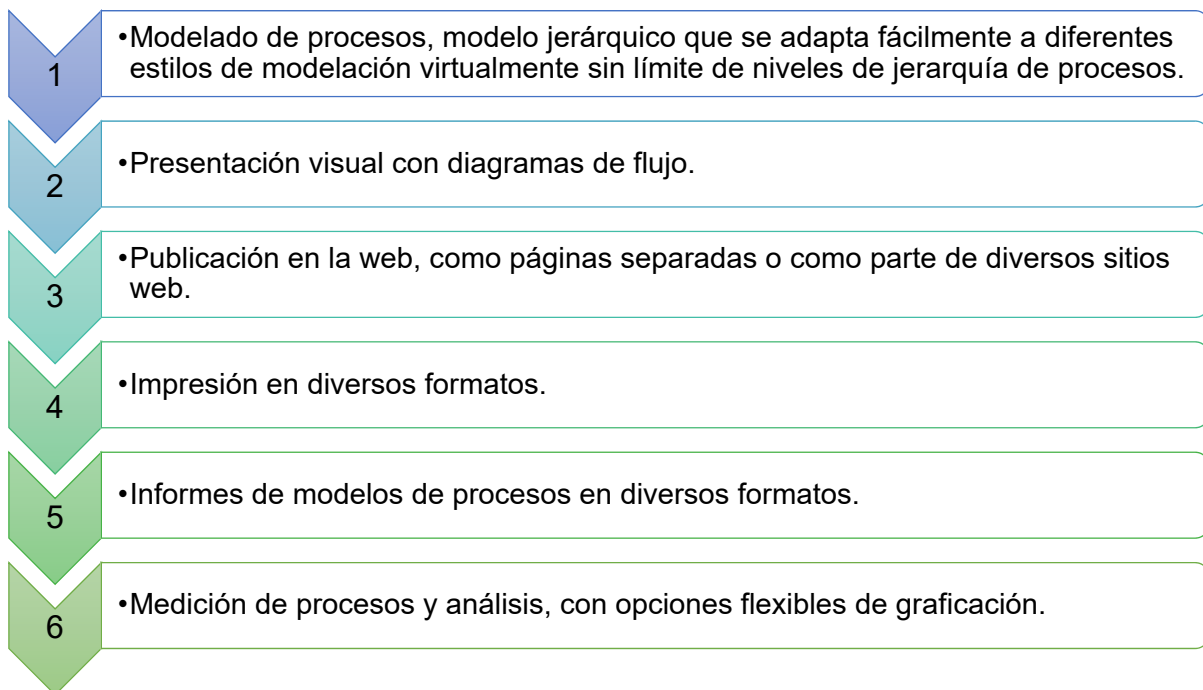 1
•Modelado de procesos, modelo jerárquico que se adapta fácilmente a diferentes
estilos de modelación virtualmente sin límite de niveles de jerarquía de procesos.
2
•Presentación visual con diagramas de flujo.
3
•Publicación en la web, como páginas separadas o como parte de diversos sitios
web.
4
•Impresión en diversos formatos.
5
•Informes de modelos de procesos en diversos formatos.
6
•Medición de procesos y análisis, con opciones flexibles de graficación.